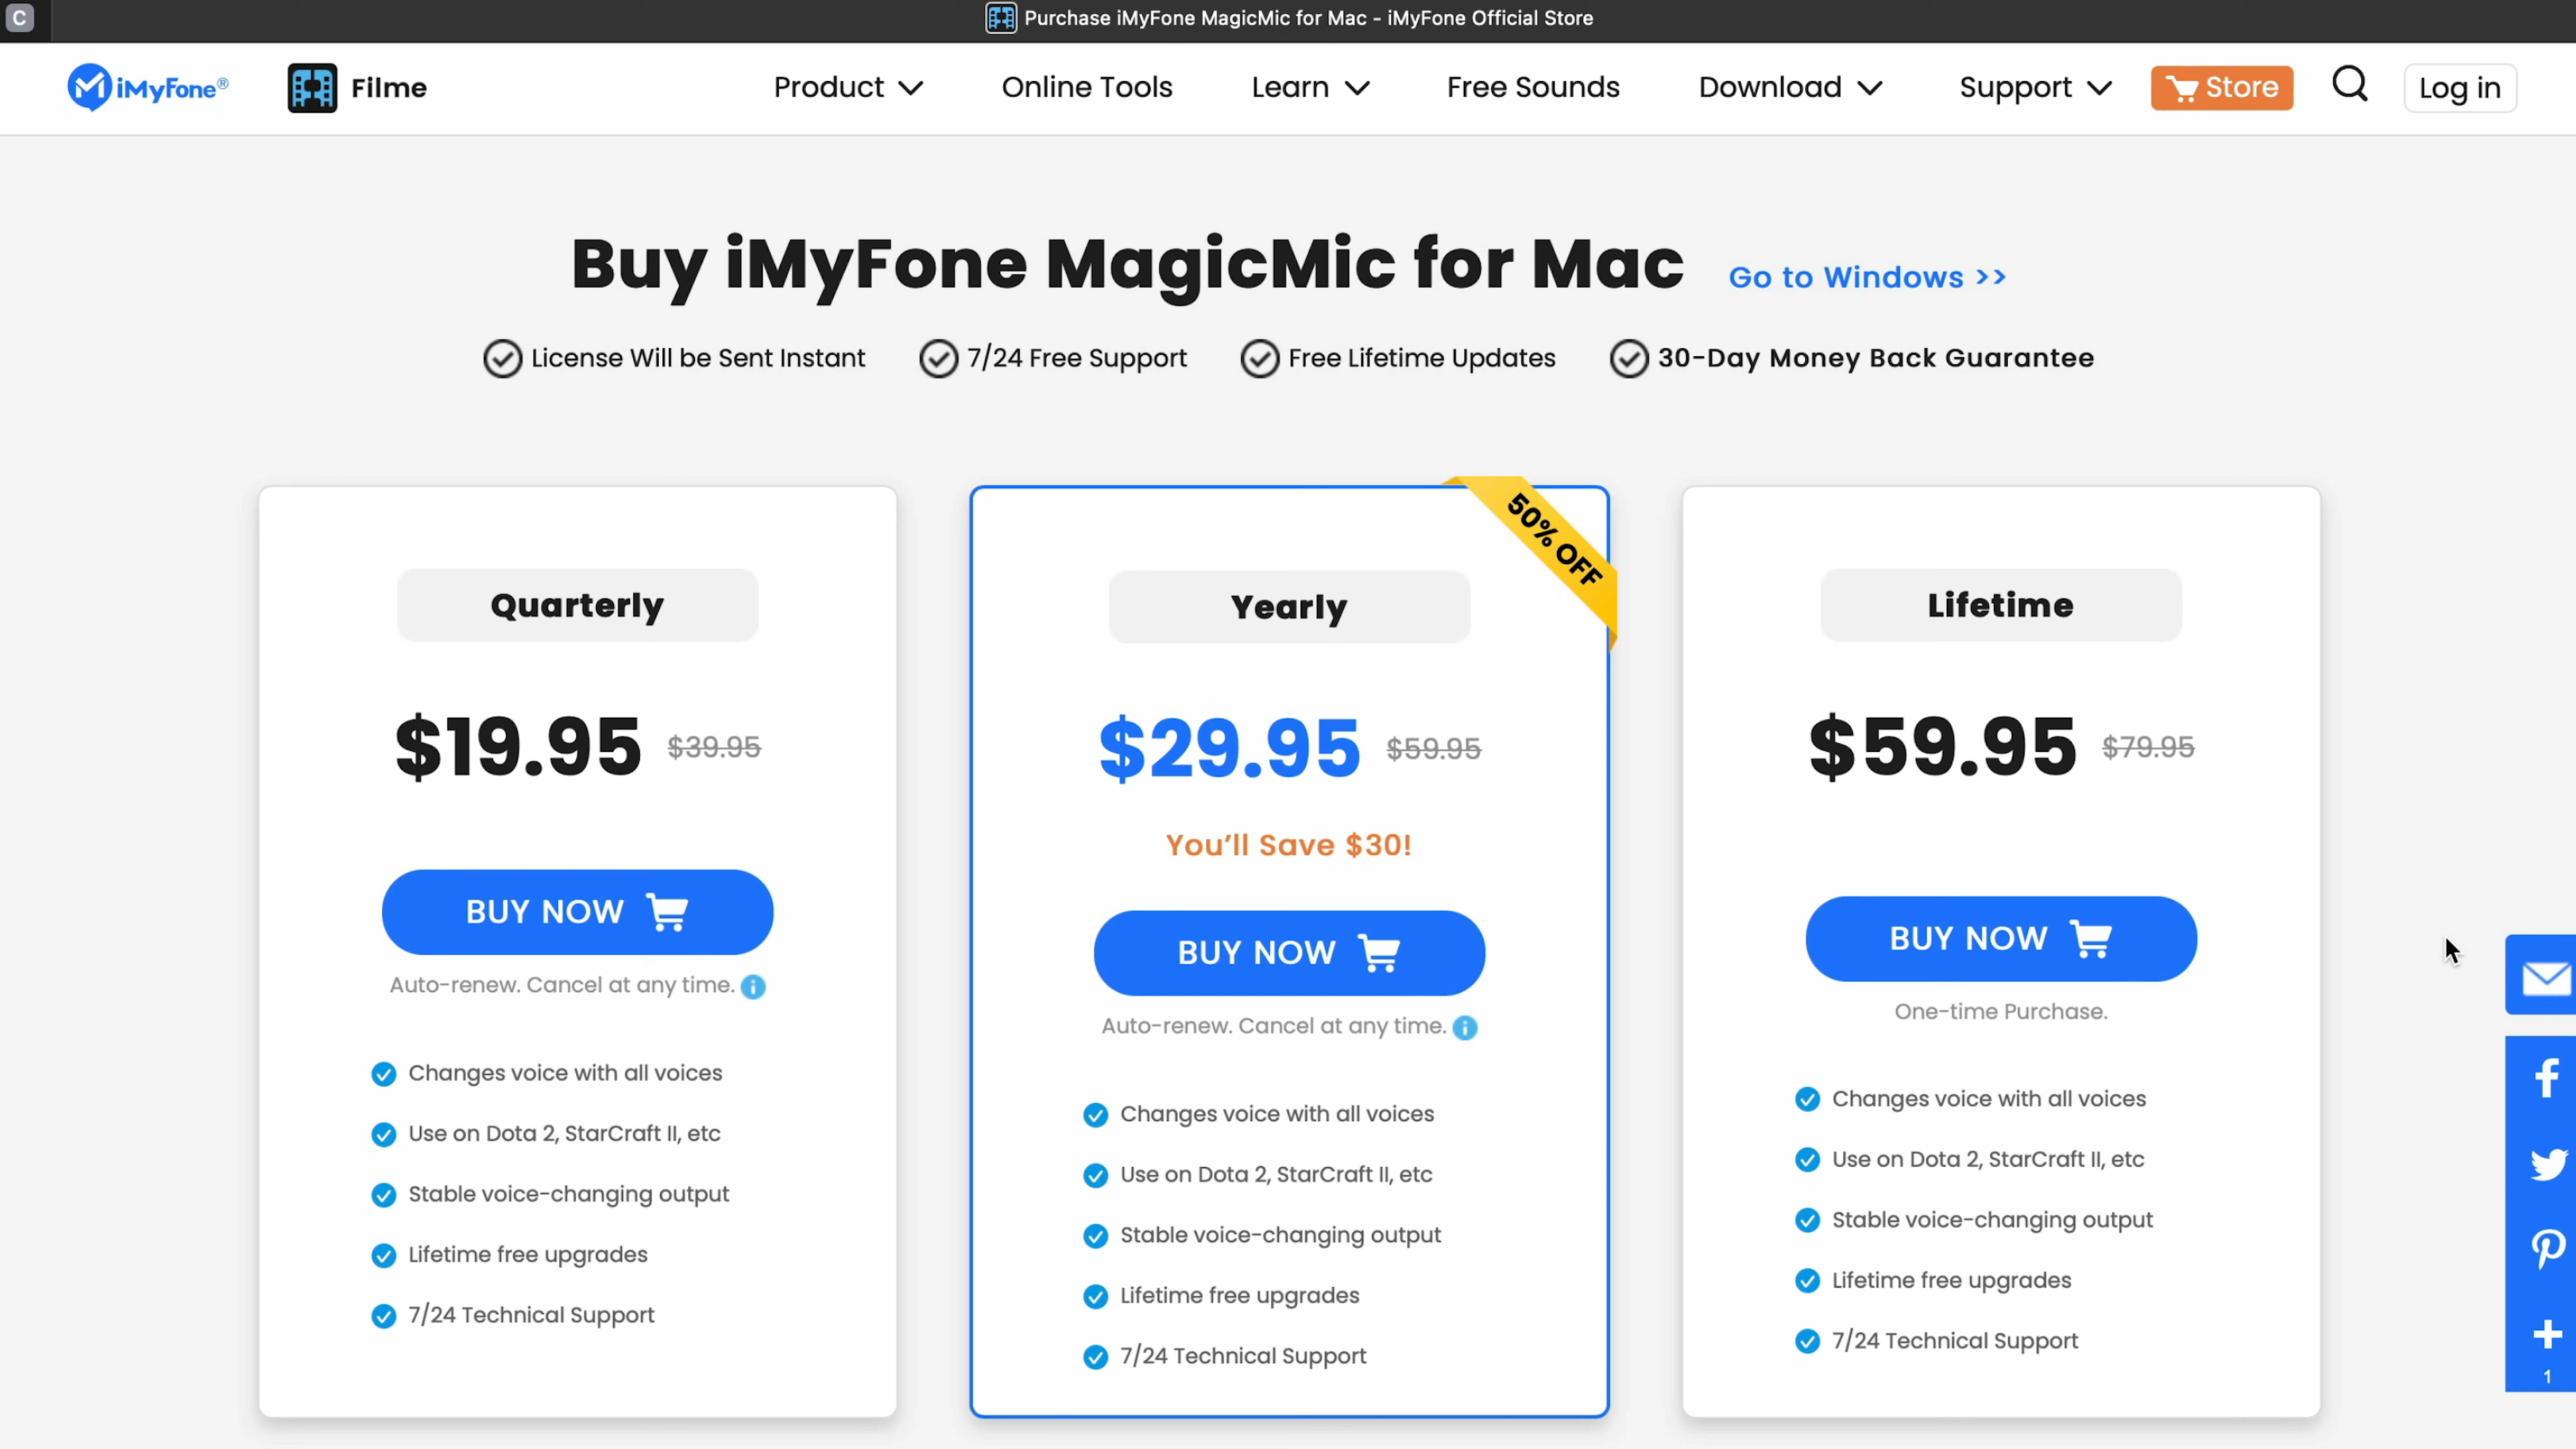 C
Purchase iMyFone MagicMic for Mac - iMyFone Official Store
iMyFone®
Filme
Product
Online Tools
Learn
Free Sounds
Download
Support
Store
Log in
Buy iMyFone MagicMic for Mac
Go to Windows >>
License Will be Sent Instant
7/24 Free Support
Free Lifetime Updates
30-Day Money Back Guarantee
Quarterly
$19.95 $39.95
BUY NOW
Auto-renew. Cancel at any time.
Changes voice with all voices
Use on Dota 2, StarCraft II, etc
Stable voice-changing output
Lifetime free upgrades
7/24 Technical Support
50% OFF
Yearly
$29.95 $59.95
You'll Save $30!
BUY NOW
Auto-renew. Cancel at any time.
Changes voice with all voices
Use on Dota 2, StarCraft II, etc
Stable voice-changing output
Lifetime free upgrades
7/24 Technical Support
Lifetime
$59.95 $79.95
BUY NOW
One-time Purchase.
Changes voice with all voices
Use on Dota 2, StarCraft II, etc
Stable voice-changing output
Lifetime free upgrades
7/24 Technical Support
1